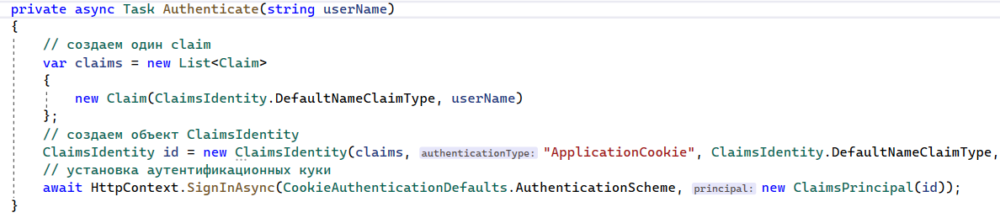 private async Task Authenticate(string userName)
{
// создаем один claim
var claims = new List<Claim>
{
new Claim(ClaimsIdentity.DefaultNameClaimType, userName)
};
// создаем объект ClaimsIdentity
ClaimsIdentity id = new ClaimsIdentity(claims, authenticationType: "ApplicationCookie", ClaimsIdentity.DefaultNameClaimType,
// установка аутентификационных куки
await HttpContext.SignInAsync(CookieAuthenticationDefaults.AuthenticationScheme, principal: new ClaimsPrincipal(id));
}